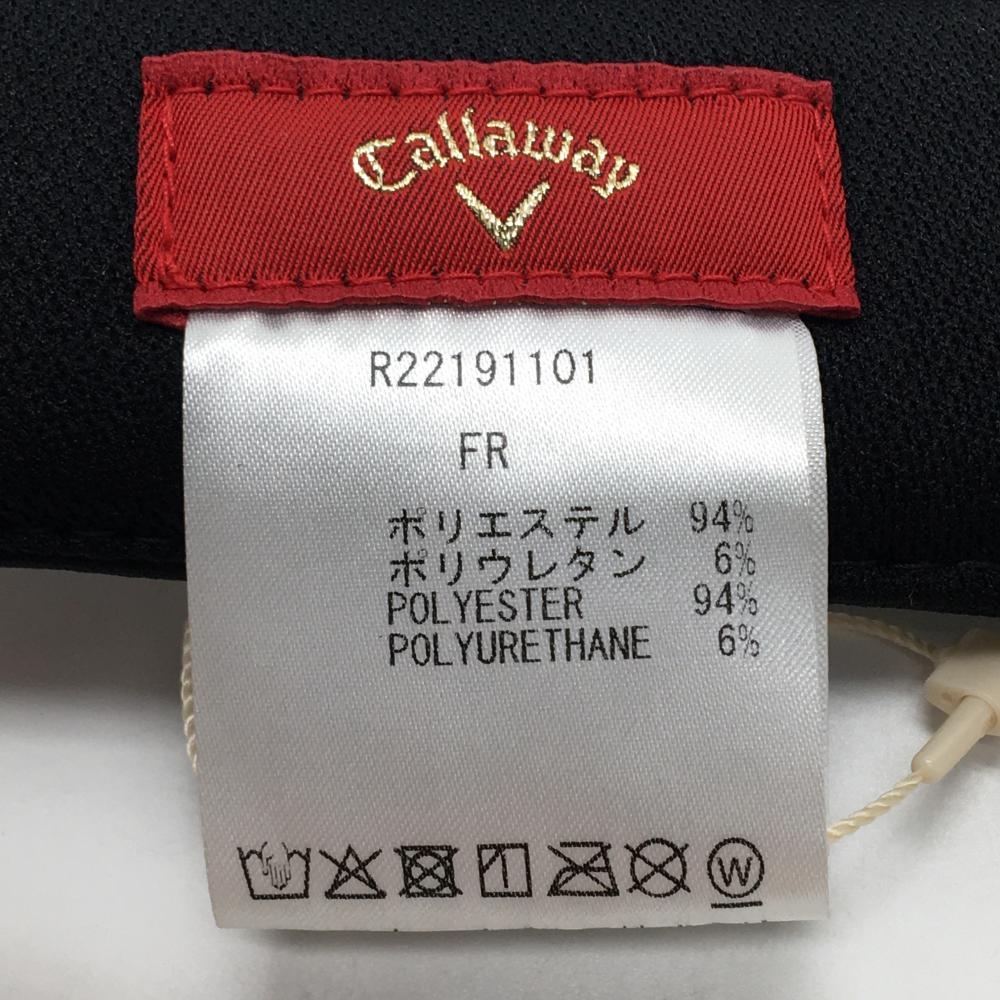 Callaway
R22191101
FR
ポリエステル 94%
ポリウレタン 6%
POLYESTER 94%
POLYURETHANE 6%
W